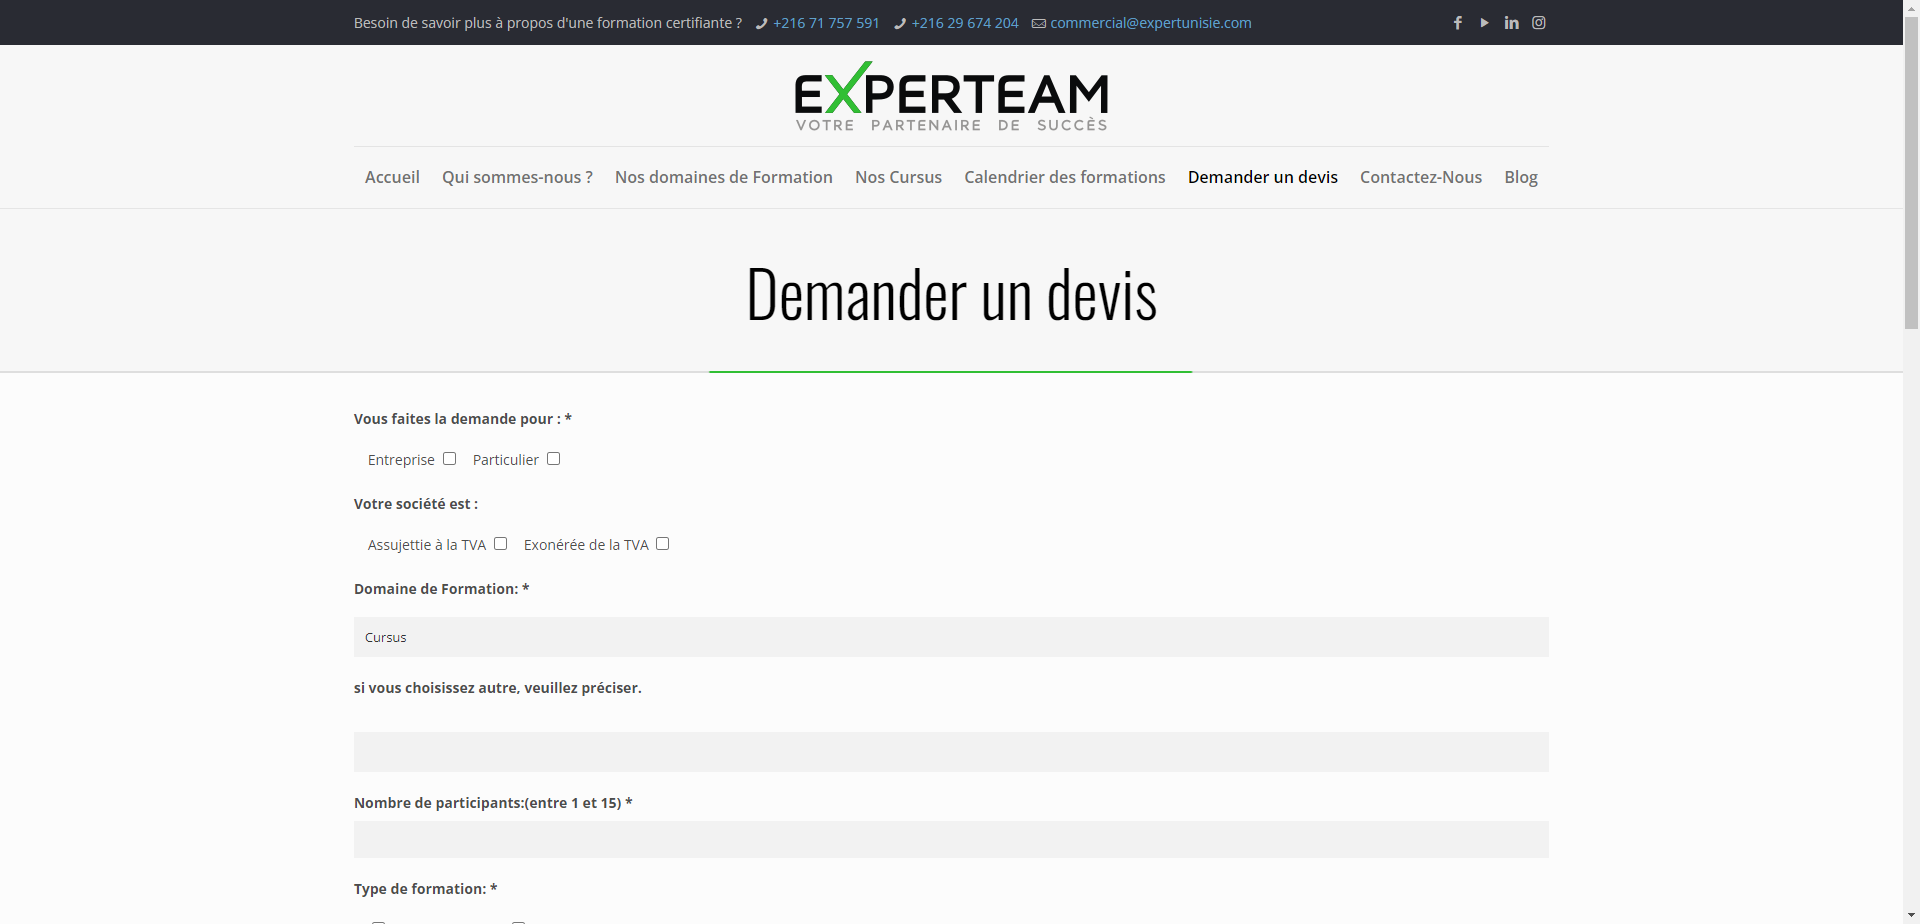 Besoin de savoir plus à propos d'une formation certifiante ? +216 71 757 591 +216 29 674 204 commercial@expertunisie.com
EXPERTEAM
VOTRE PARTENAIRE DE SUCCÈS
Accueil Qui sommes-nous ? Nos domaines de Formation Nos Cursus Calendrier des formations Demander un devis Contactez-Nous Blog
Demander un devis
Vous faites la demande pour : *
Entreprise Particulier
Votre société est :
Assujettie à la TVA Exonérée de la TVA
Domaine de Formation: *
Cursus
si vous choisissez autre, veuillez préciser.
Nombre de participants:(entre 1 et 15) *
Type de formation: *